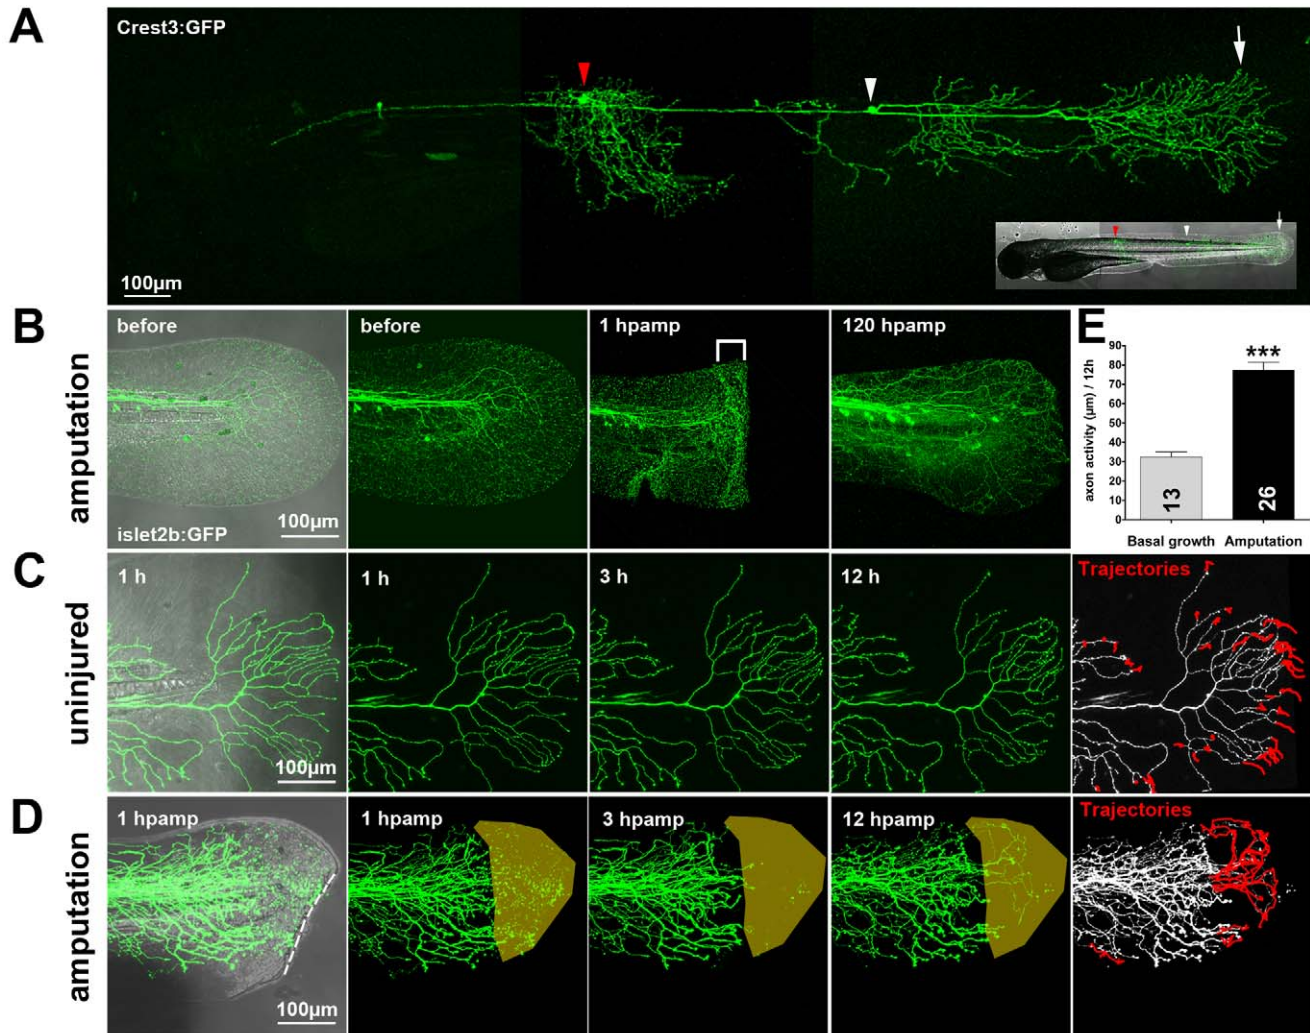 A
Crest3:GFP
100µm
B
amputation
before
islet2b:GFP
100µm
before
1 hpamp
120 hpamp
E
axon activity (µm) / 12h
90
80
70
60
50
40
30
20
10
0
***
13
26
Basal growth
Amputation
C
uninjured
1 h
100µm
1 h
3 h
12 h
Trajectories
D
amputation
1 hpamp
100µm
1 hpamp
3 hpamp
12 hpamp
Trajectories